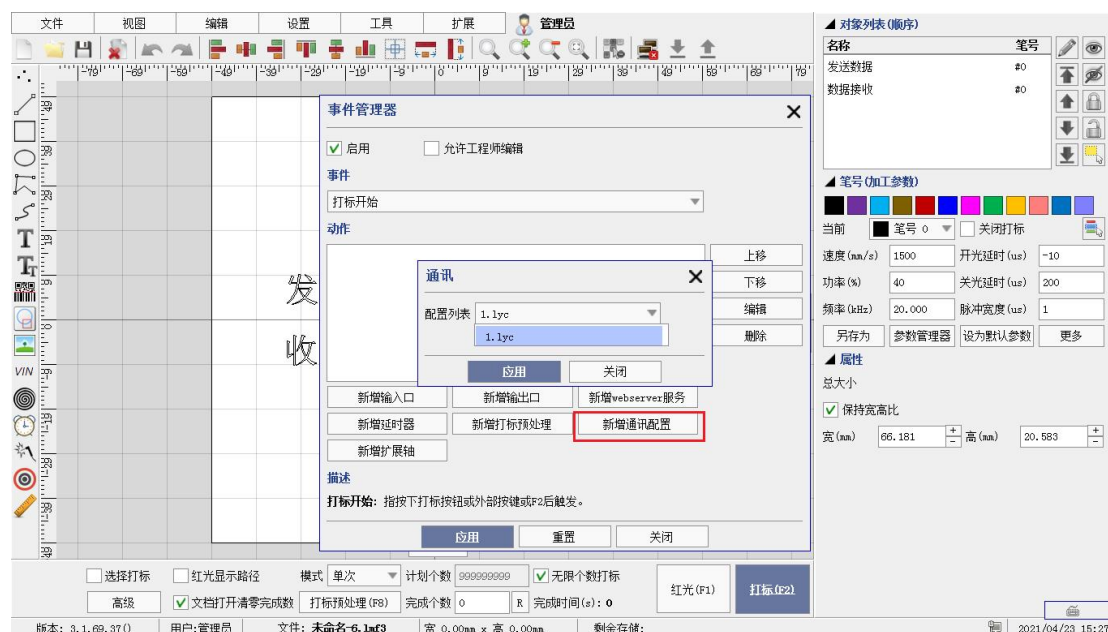 文件 视图 编辑 设置 工具 扩展 管理员
-79 -69 -59 -49 -39 -29 -19 -9 0 9 19 29 39 49 59 69 79
发
收
T
VIN
事件管理器
启用 允许工程师编辑
事件
打标开始
动作
上移
下移
编辑
删除
通讯
配置列表 1.lyc
1.lyc
应用 关闭
新增输入口 新增输出口 新增webserver服务
新增延时器 新增打标预处理 新增通讯配置
新增扩展轴
描述
打标开始: 指按下打标按钮或外部按键或F2后触发。
应用 重置 关闭
对象列表(顺序)
名称 笔号
发送数据 #0
数据接收 #0
笔号(加工参数)
当前 笔号 0 关闭打标
速度(mm/s) 1500 开光延时(us) -10
功率(%) 40 关光延时(us) 200
频率(kHz) 20.000 脉冲宽度(us) 1
另存为 参数管理器 设为默认参数 更多
属性
总大小
保持宽高比
宽(mm) 66.181 高(mm) 20.583
选择打标 红光显示路径 模式 单次 计划个数 999999999 无限个数打标
高级 文档打开清零完成数 打标预处理(F8) 完成个数 0 R 完成时间(s): 0
红光(F1) 打标(F2)
版本: 3.1.69.37() 用户:管理员 文件: 未命名-6.lmf3 宽 0.00mm x 高 0.00mm 剩余存储: 2021/04/23 15:27